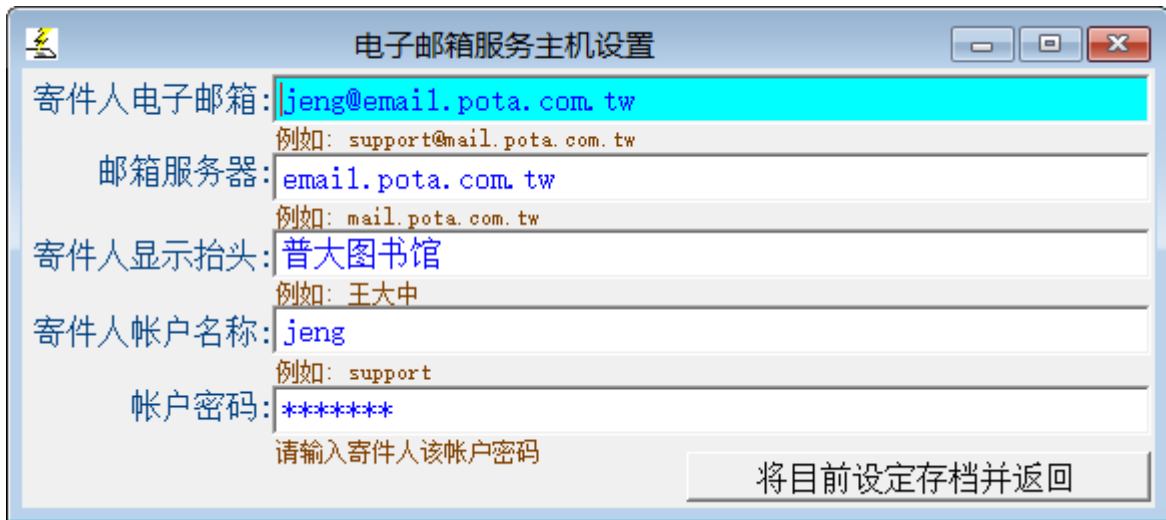 电子邮箱服务主机设置
寄件人电子邮箱: jeng@email.pota.com.tw
例如: support@mail.pota.com.tw
邮箱服务器: email.pota.com.tw
例如: mail.pota.com.tw
寄件人显示抬头: 普大图书馆
例如: 王大中
寄件人帐户名称: jeng
例如: support
帐户密码: *******
请输入寄件人该帐户密码
将目前设定存档并返回